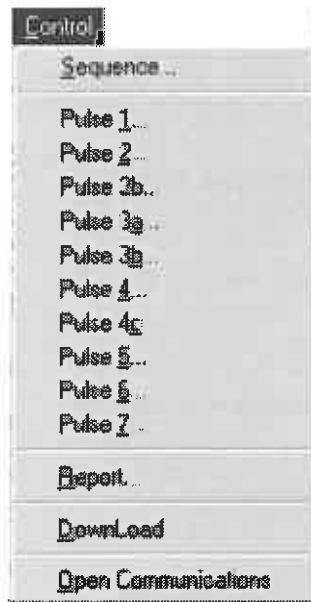 Control
Sequence...
Pulse 1...
Pulse 2...
Pulse 2b...
Pulse 3a...
Pulse 3b...
Pulse 4...
Pulse 4c
Pulse 5...
Pulse 6...
Pulse 7...
Report...
DownLoad
Open Communications